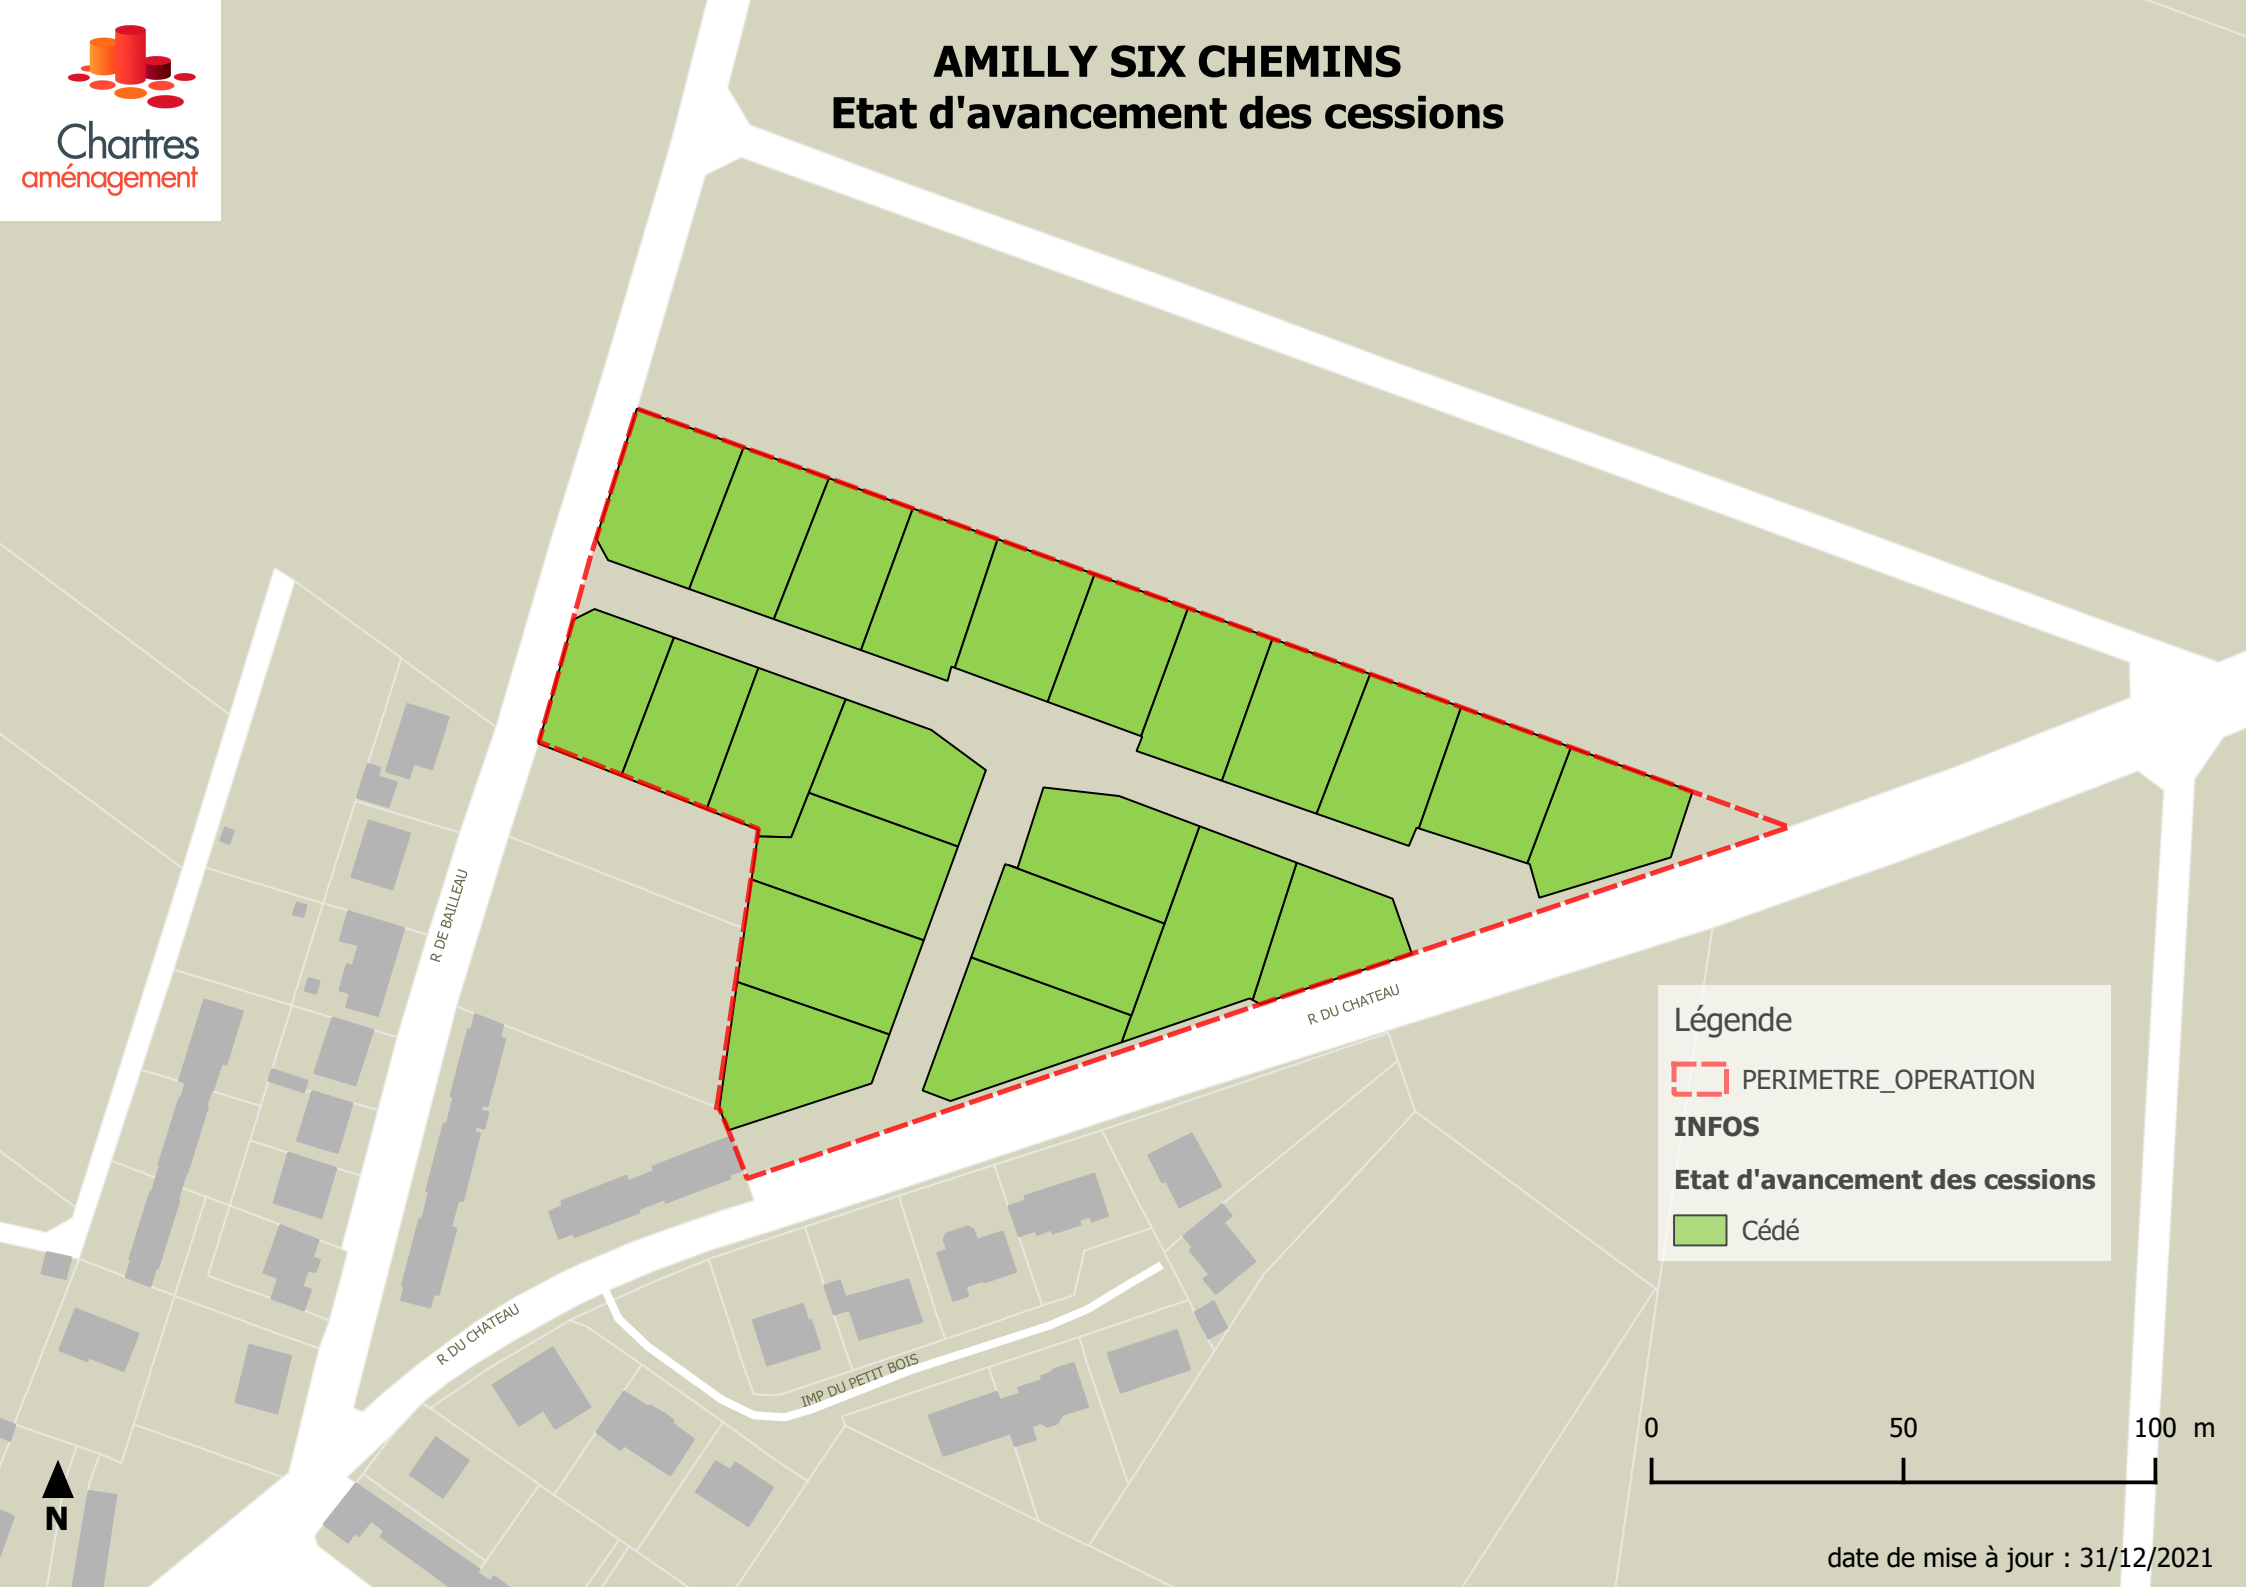 Chartres
aménagement
AMILLY SIX CHEMINS
Etat d'avancement des cessions
R DE BAILLEAU
R DU CHATEAU
R DU CHATEAU
IMP DU PETIT BOIS
Légende
PERIMETRE_OPERATION
INFOS
Etat d'avancement des cessions
Cédé
0 50 100 m
N
date de mise à jour : 31/12/2021